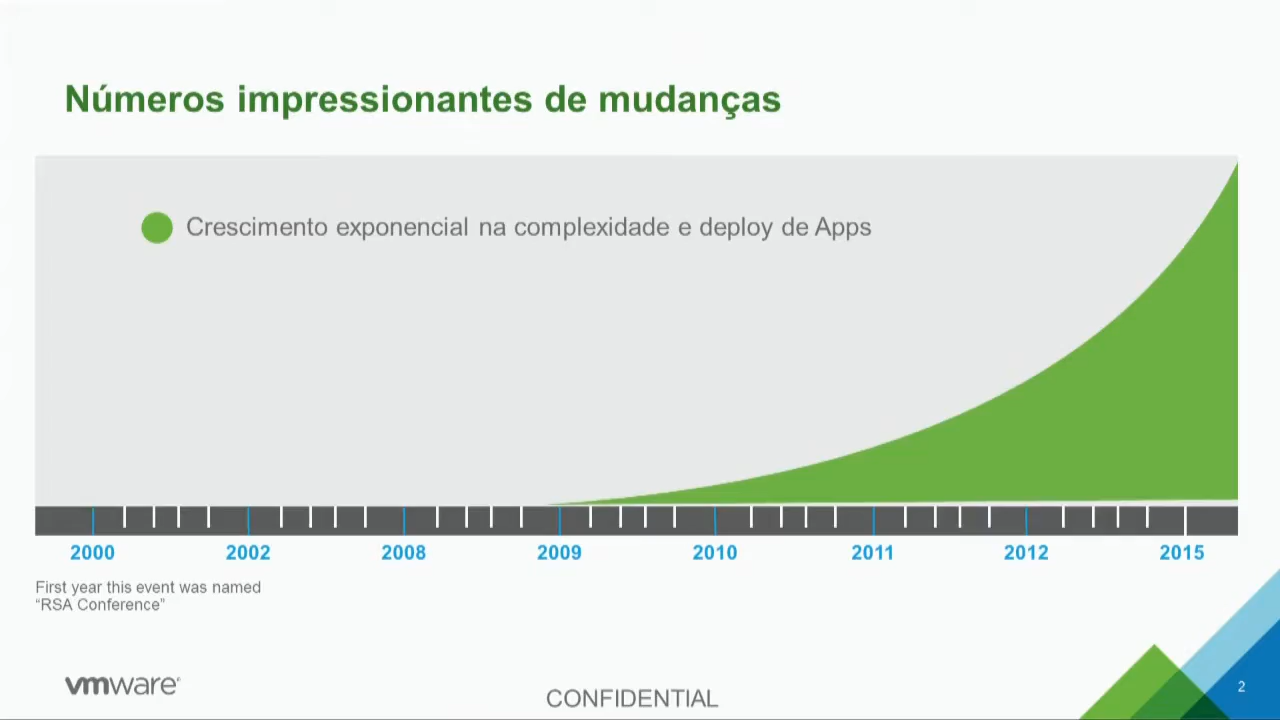 Números impressionantes de mudanças
Crescimento exponencial na complexidade e deploy de Apps
2000 2002 2008 2009 2010 2011 2012 2015
First year this event was named
“RSA Conference”
vmware®
CONFIDENTIAL
2